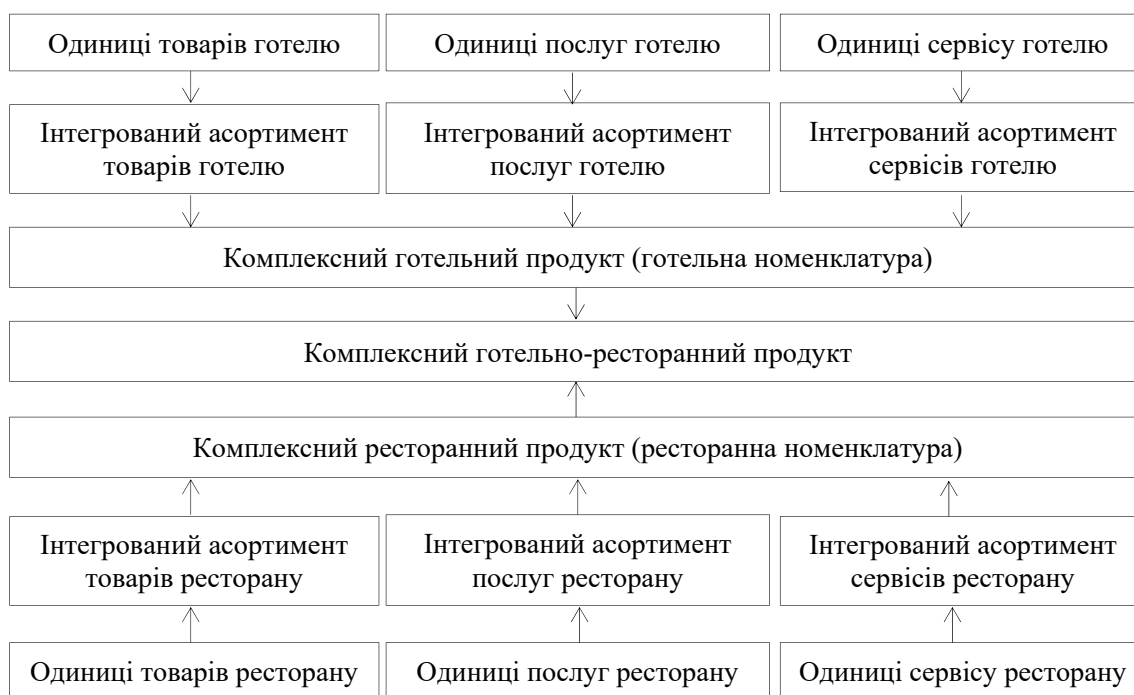 Одиниці товарів готелю
Одиниці послуг готелю
Одиниці сервісу готелю
Інтегрований асортимент
товарів готелю
Інтегрований асортимент
послуг готелю
Інтегрований асортимент
сервісів готелю
Комплексний готельний продукт (готельна номенклатура)
Комплексний готельно-ресторанний продукт
Комплексний ресторанний продукт (ресторанна номенклатура)
Інтегрований асортимент
товарів ресторану
Інтегрований асортимент
послуг ресторану
Інтегрований асортимент
сервісів ресторану
Одиниці товарів ресторану
Одиниці послуг ресторану
Одиниці сервісу ресторану